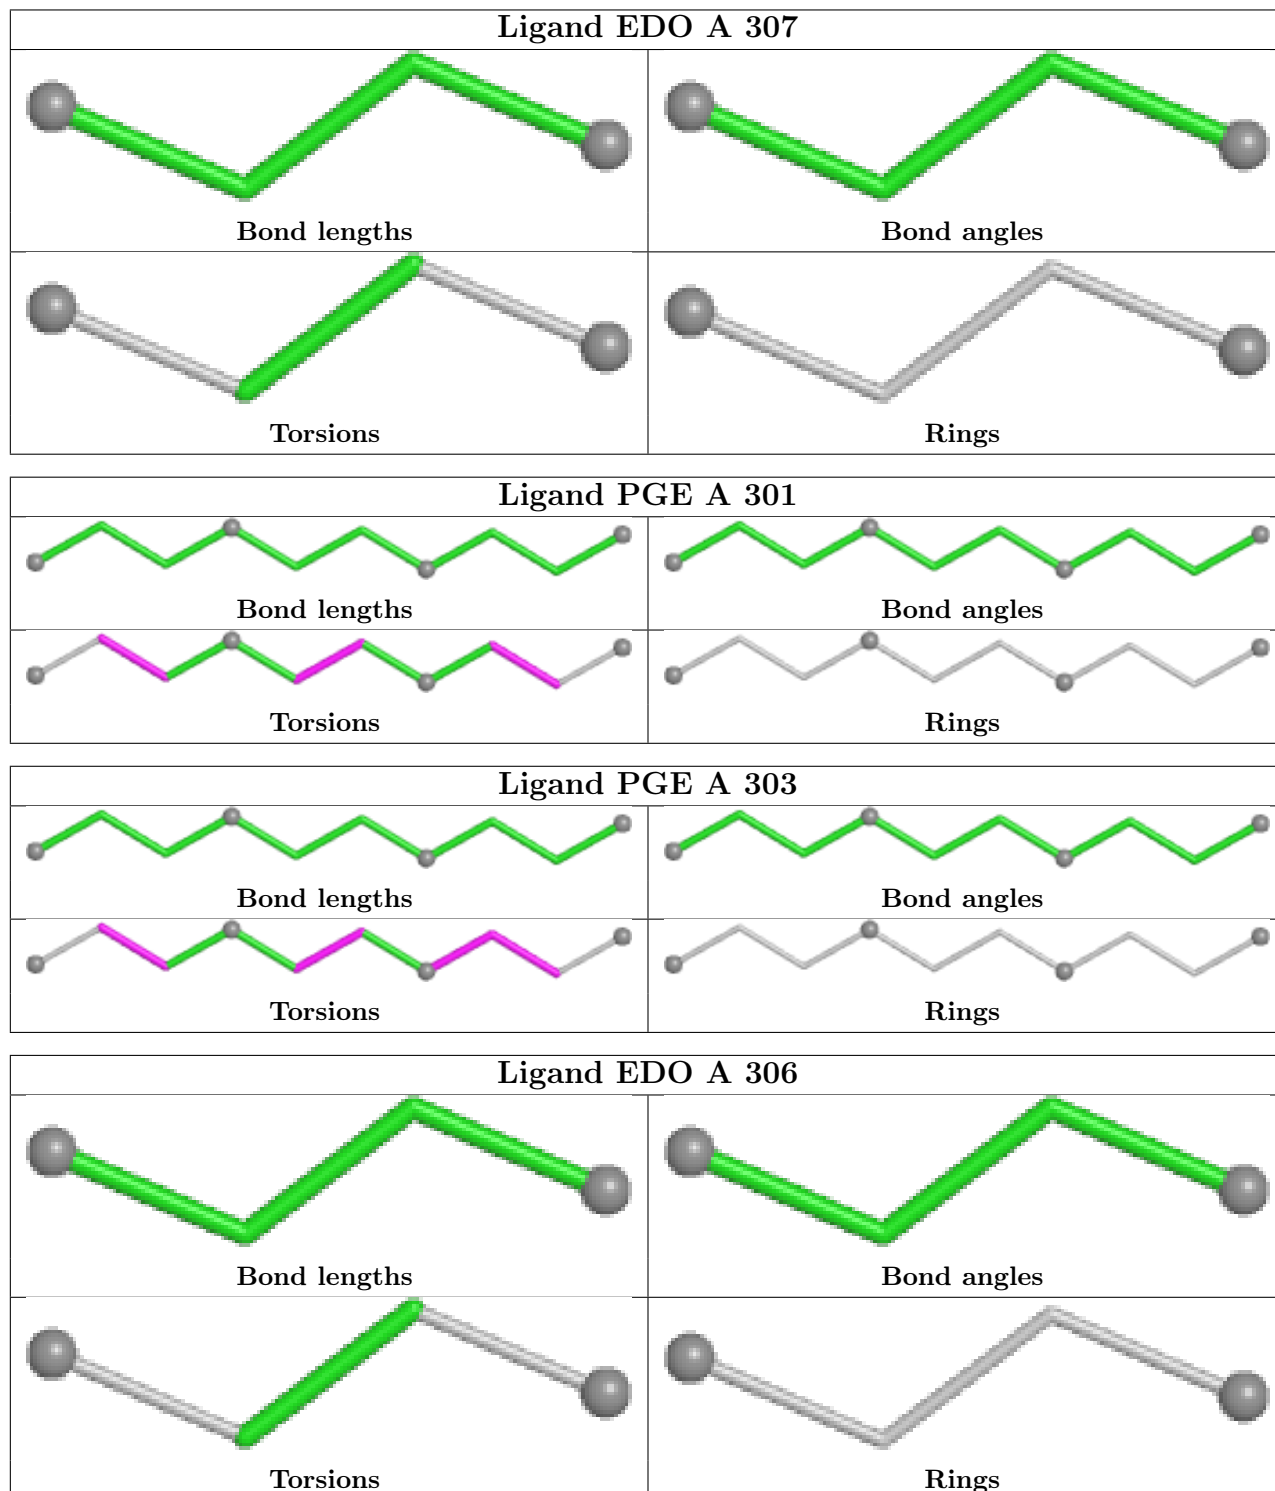 Ligand EDO A 307
Bond lengths
Bond angles
Torsions
Rings
Ligand PGE A 301
Bond lengths
Bond angles
Torsions
Rings
Ligand PGE A 303
Bond lengths
Bond angles
Torsions
Rings
Ligand EDO A 306
Bond lengths
Bond angles
Torsions
Rings